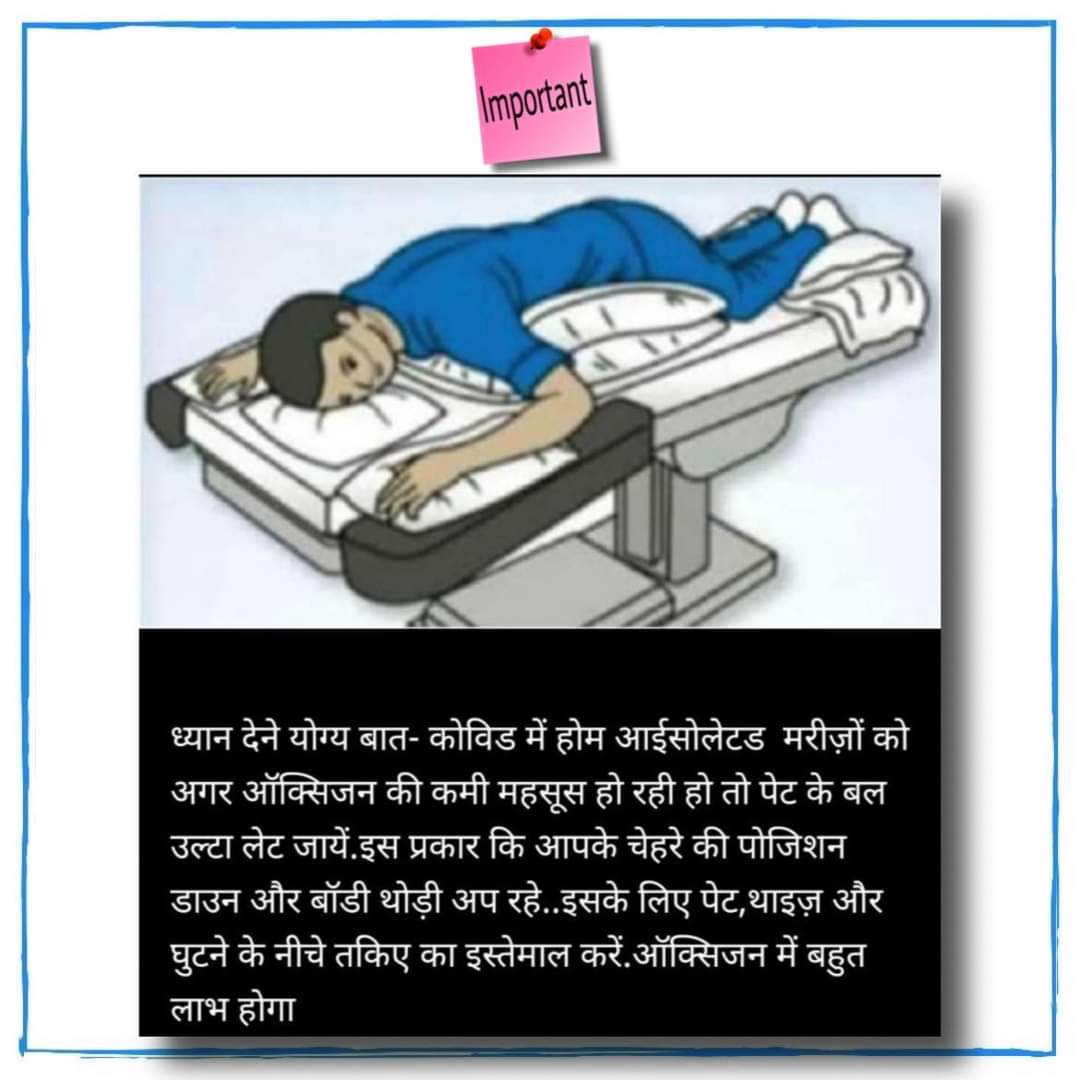 Important
ध्यान देने योग्य बात- कोविड में होम आईसोलेटड मरीज़ों को
अगर ऑक्सिजन की कमी महसूस हो रही हो तो पेट के बल
उल्टा लेट जायें.इस प्रकार कि आपके चेहरे की पोजिशन
डाउन और बॉडी थोड़ी अप रहे..इसके लिए पेट,थाइज़ और
घुटने के नीचे तकिए का इस्तेमाल करें.ऑक्सिजन में बहुत
लाभ होगा